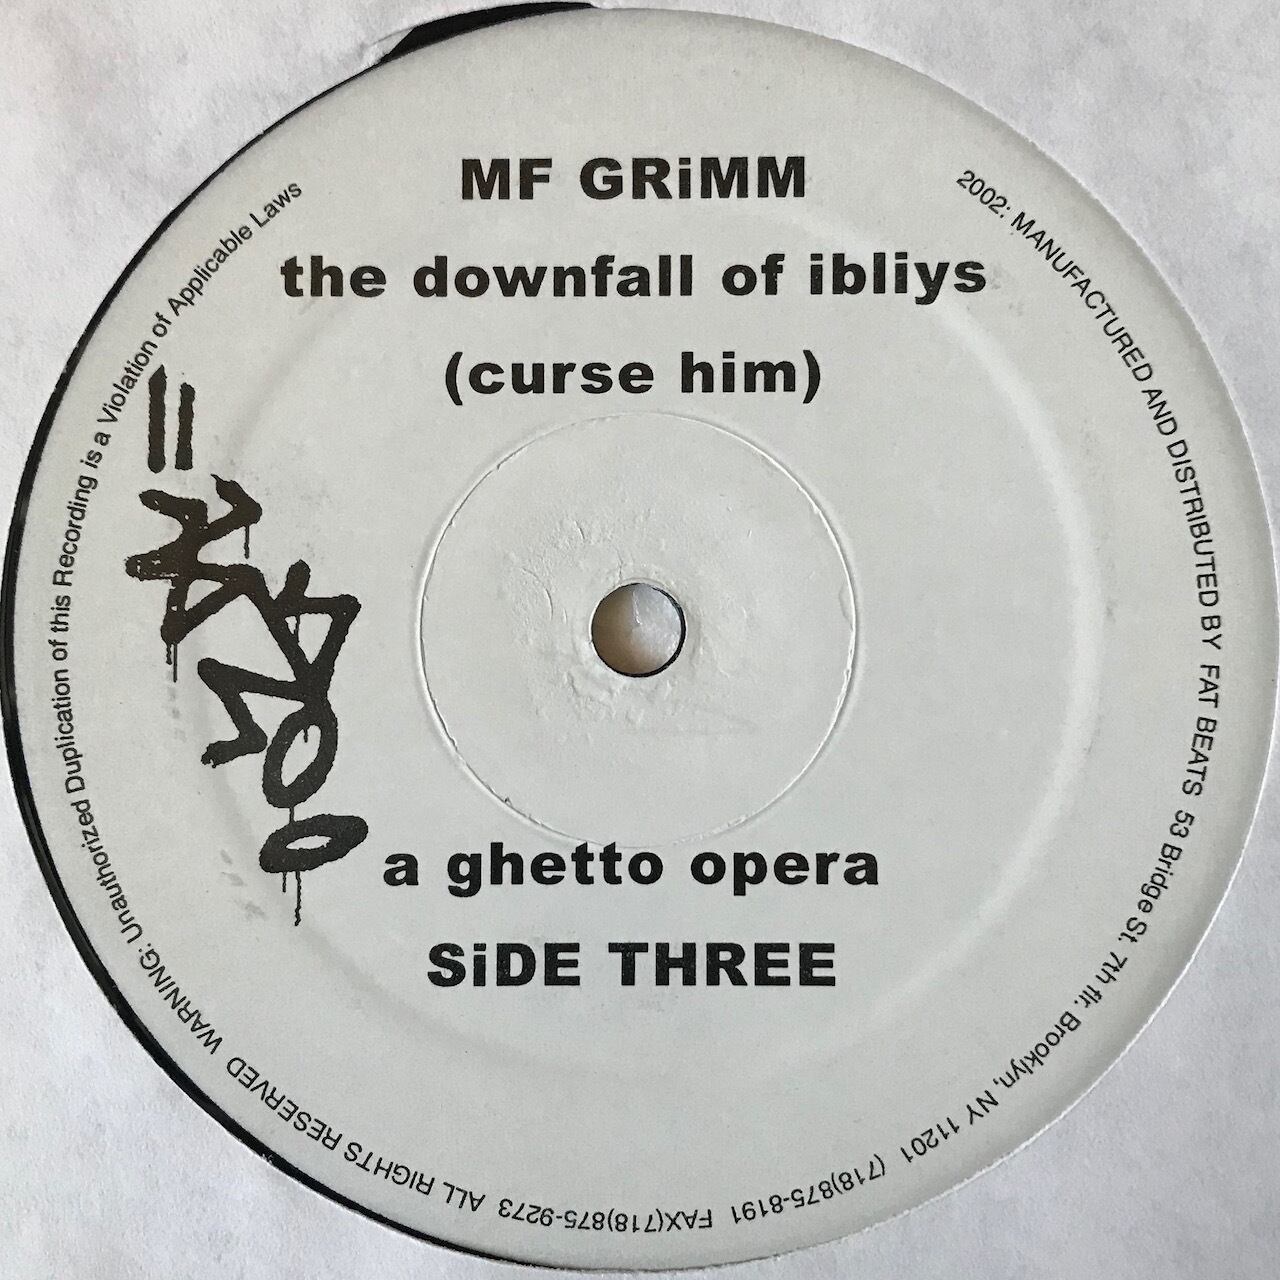 MF GRiMM
the downfall of ibliys
(curse him)
a ghetto opera
SiDE THREE
2002: MANUFACTURED AND DISTRIBUTED BY FAT BEATS 53 Bridge St. 7th flr. Brooklyn, NY 11201 (718)875-8191 FAX(718)875-9273 ALL RIGHTS RESERVED WARNING: Unauthorized Duplication of this Recording is a Violation of Applicable Laws